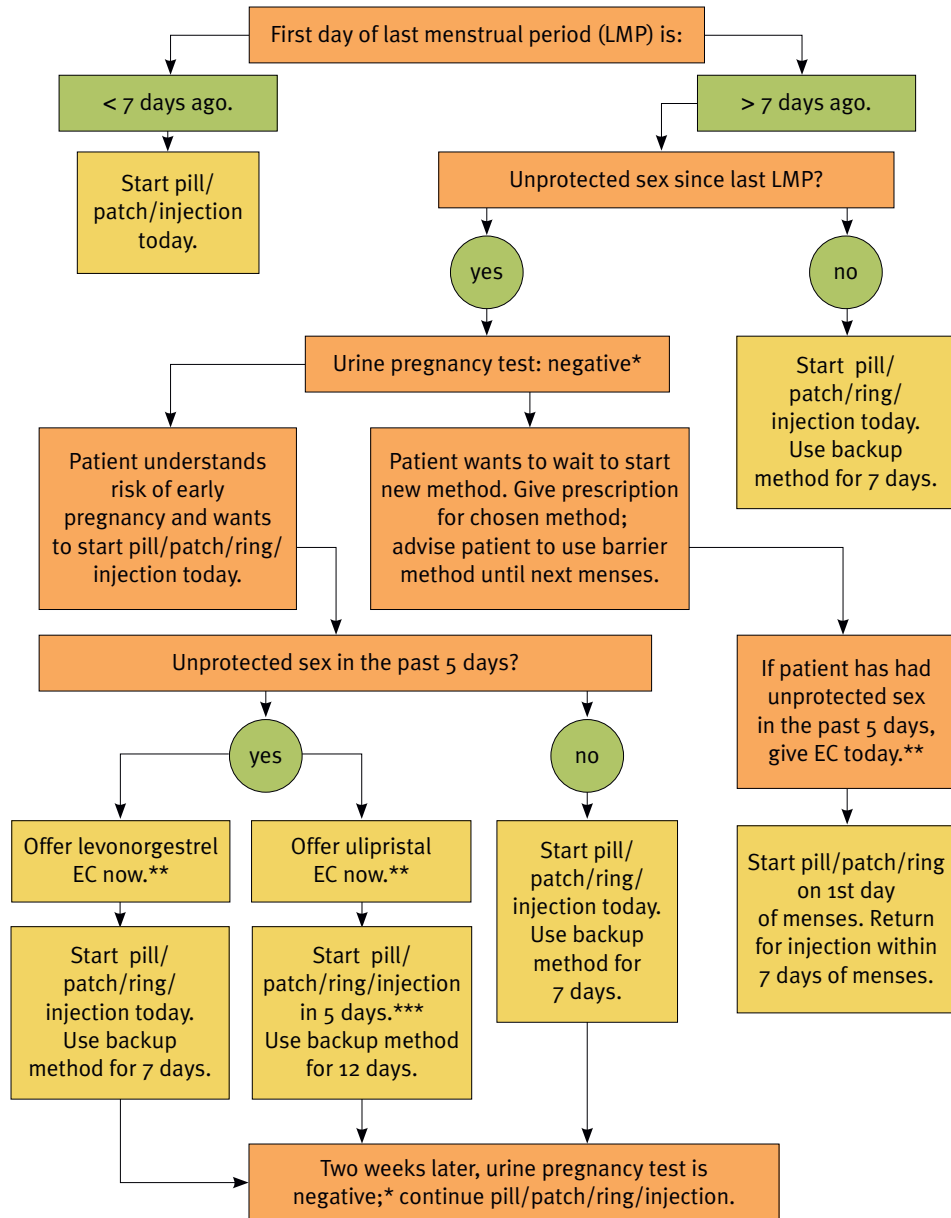 First day of last menstrual period (LMP) is:
< 7 days ago.
> 7 days ago.
Start pill/
patch/injection
today.
Unprotected sex since last LMP?
yes
no
Urine pregnancy test: negative*
Start pill/
patch/ring/
injection today.
Use backup
method for 7 days.
Patient understands
risk of early
pregnancy and wants
to start pill/patch/ring/
injection today.
Patient wants to wait to start
new method. Give prescription
for chosen method;
advise patient to use barrier
method until next menses.
Unprotected sex in the past 5 days?
If patient has had
unprotected sex
in the past 5 days,
give EC today.**
yes
no
Offer levonorgestrel
EC now.**
Offer ulipristal
EC now.**
Start pill/
patch/ring/
injection today.
Use backup
method for
7 days.
Start pill/patch/ring
on 1st day
of menses. Return
for injection within
7 days of menses.
Start pill/
patch/ring/
injection today.
Use backup
method for 7 days.
Start pill/
patch/ring/injection
in 5 days.***
Use backup method
for 12 days.
Two weeks later, urine pregnancy test is
negative;* continue pill/patch/ring/injection.